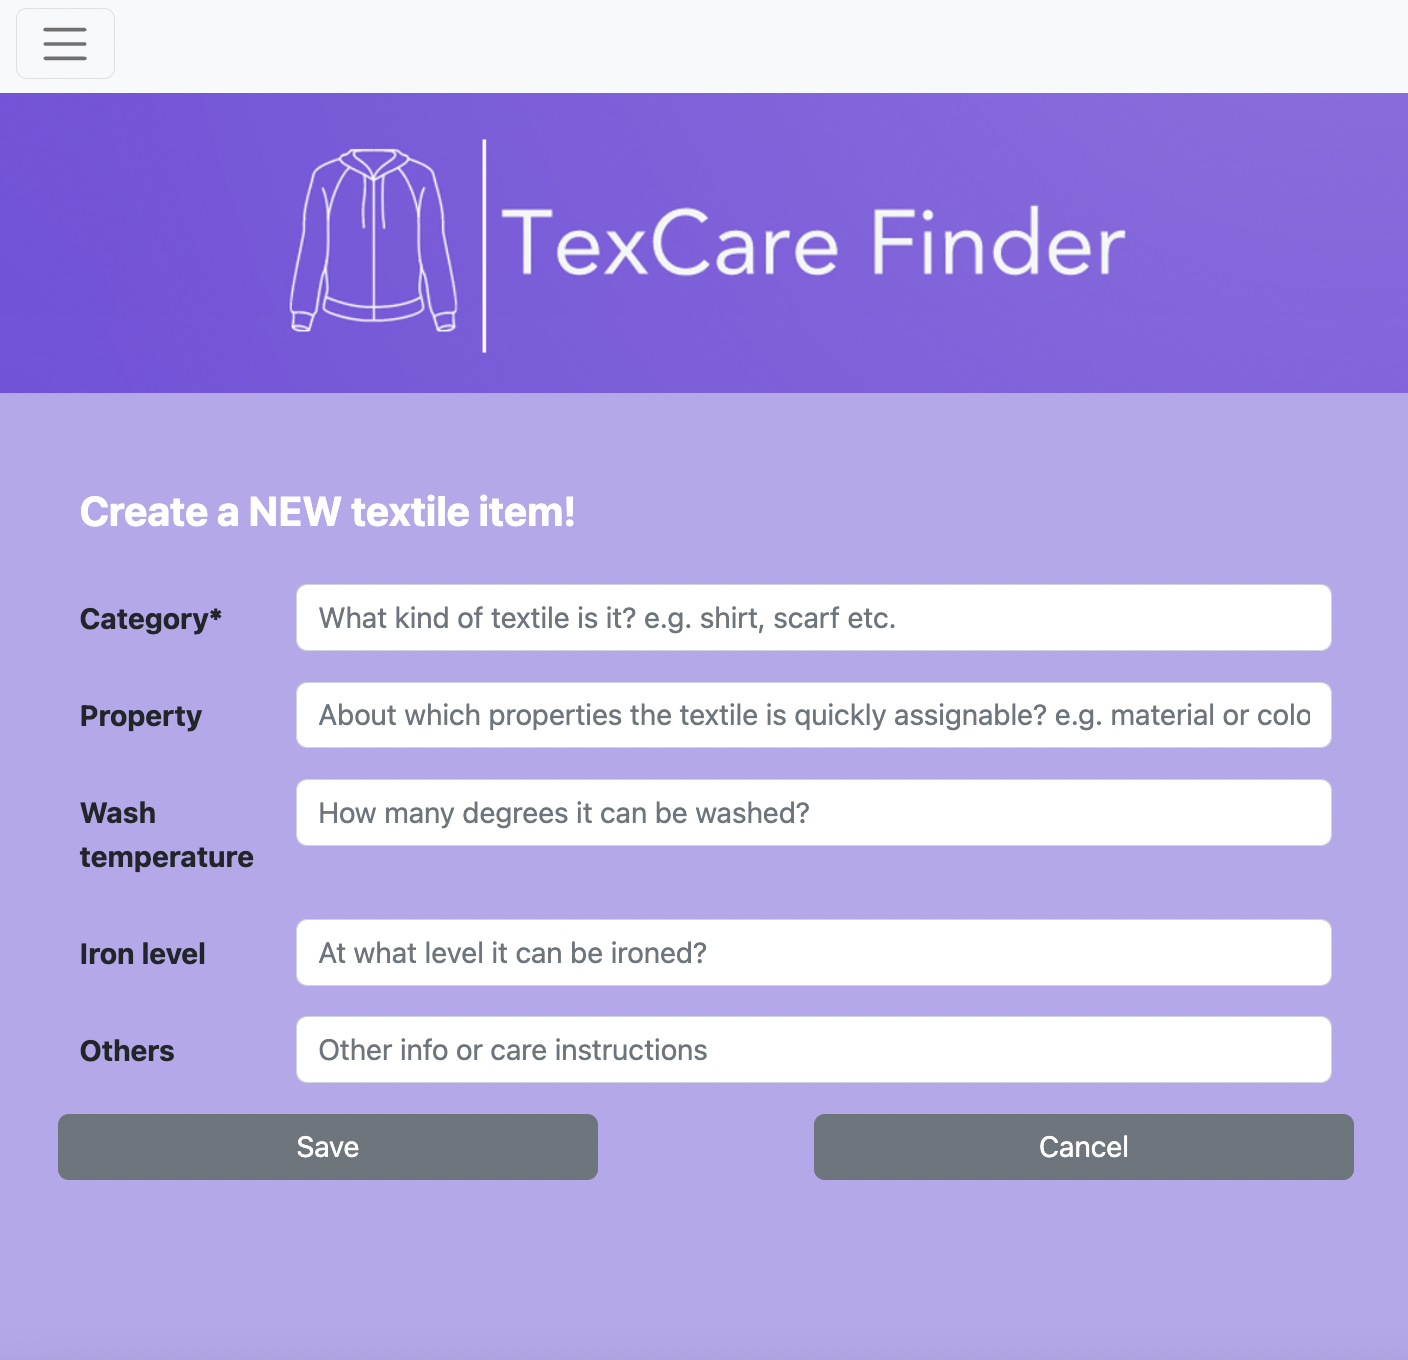 TexCare Finder
Create a NEW textile item!
Category*
What kind of textile is it? e.g. shirt, scarf etc.
Property
About which properties the textile is quickly assignable? e.g. material or colo
Wash
temperature
How many degrees it can be washed?
Iron level
At what level it can be ironed?
Others
Other info or care instructions
Save
Cancel